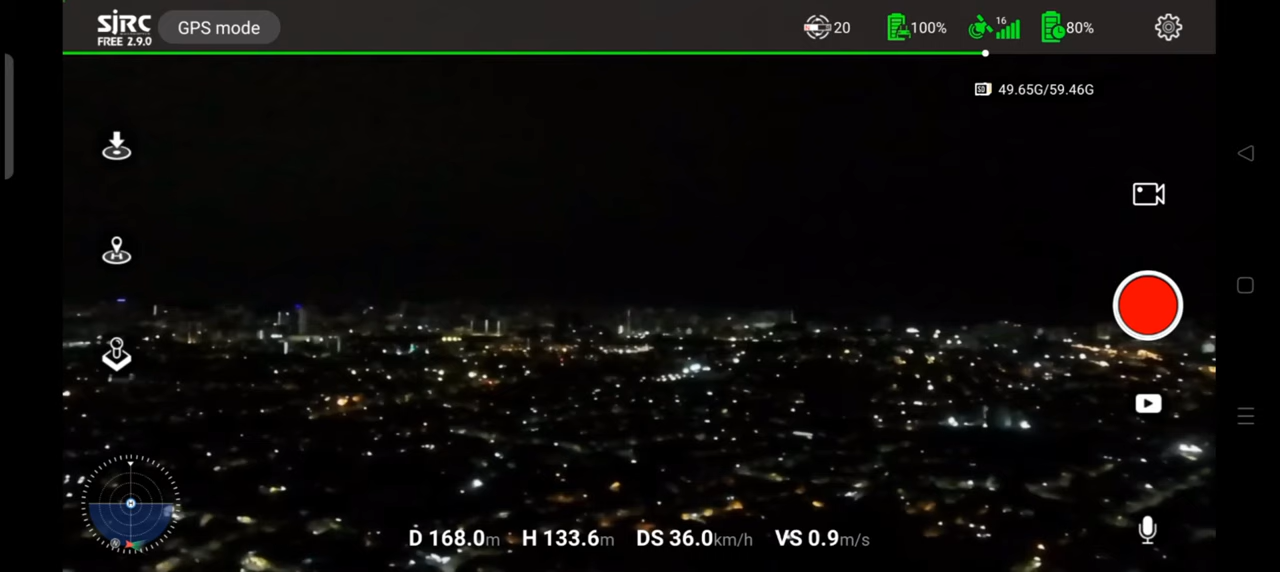 SJRC
FREE 2.9.0
GPS mode
20
100%
16
80%
SD 49.65G/59.46G
D 168.0m H 133.6m DS 36.0km/h VS 0.9m/s